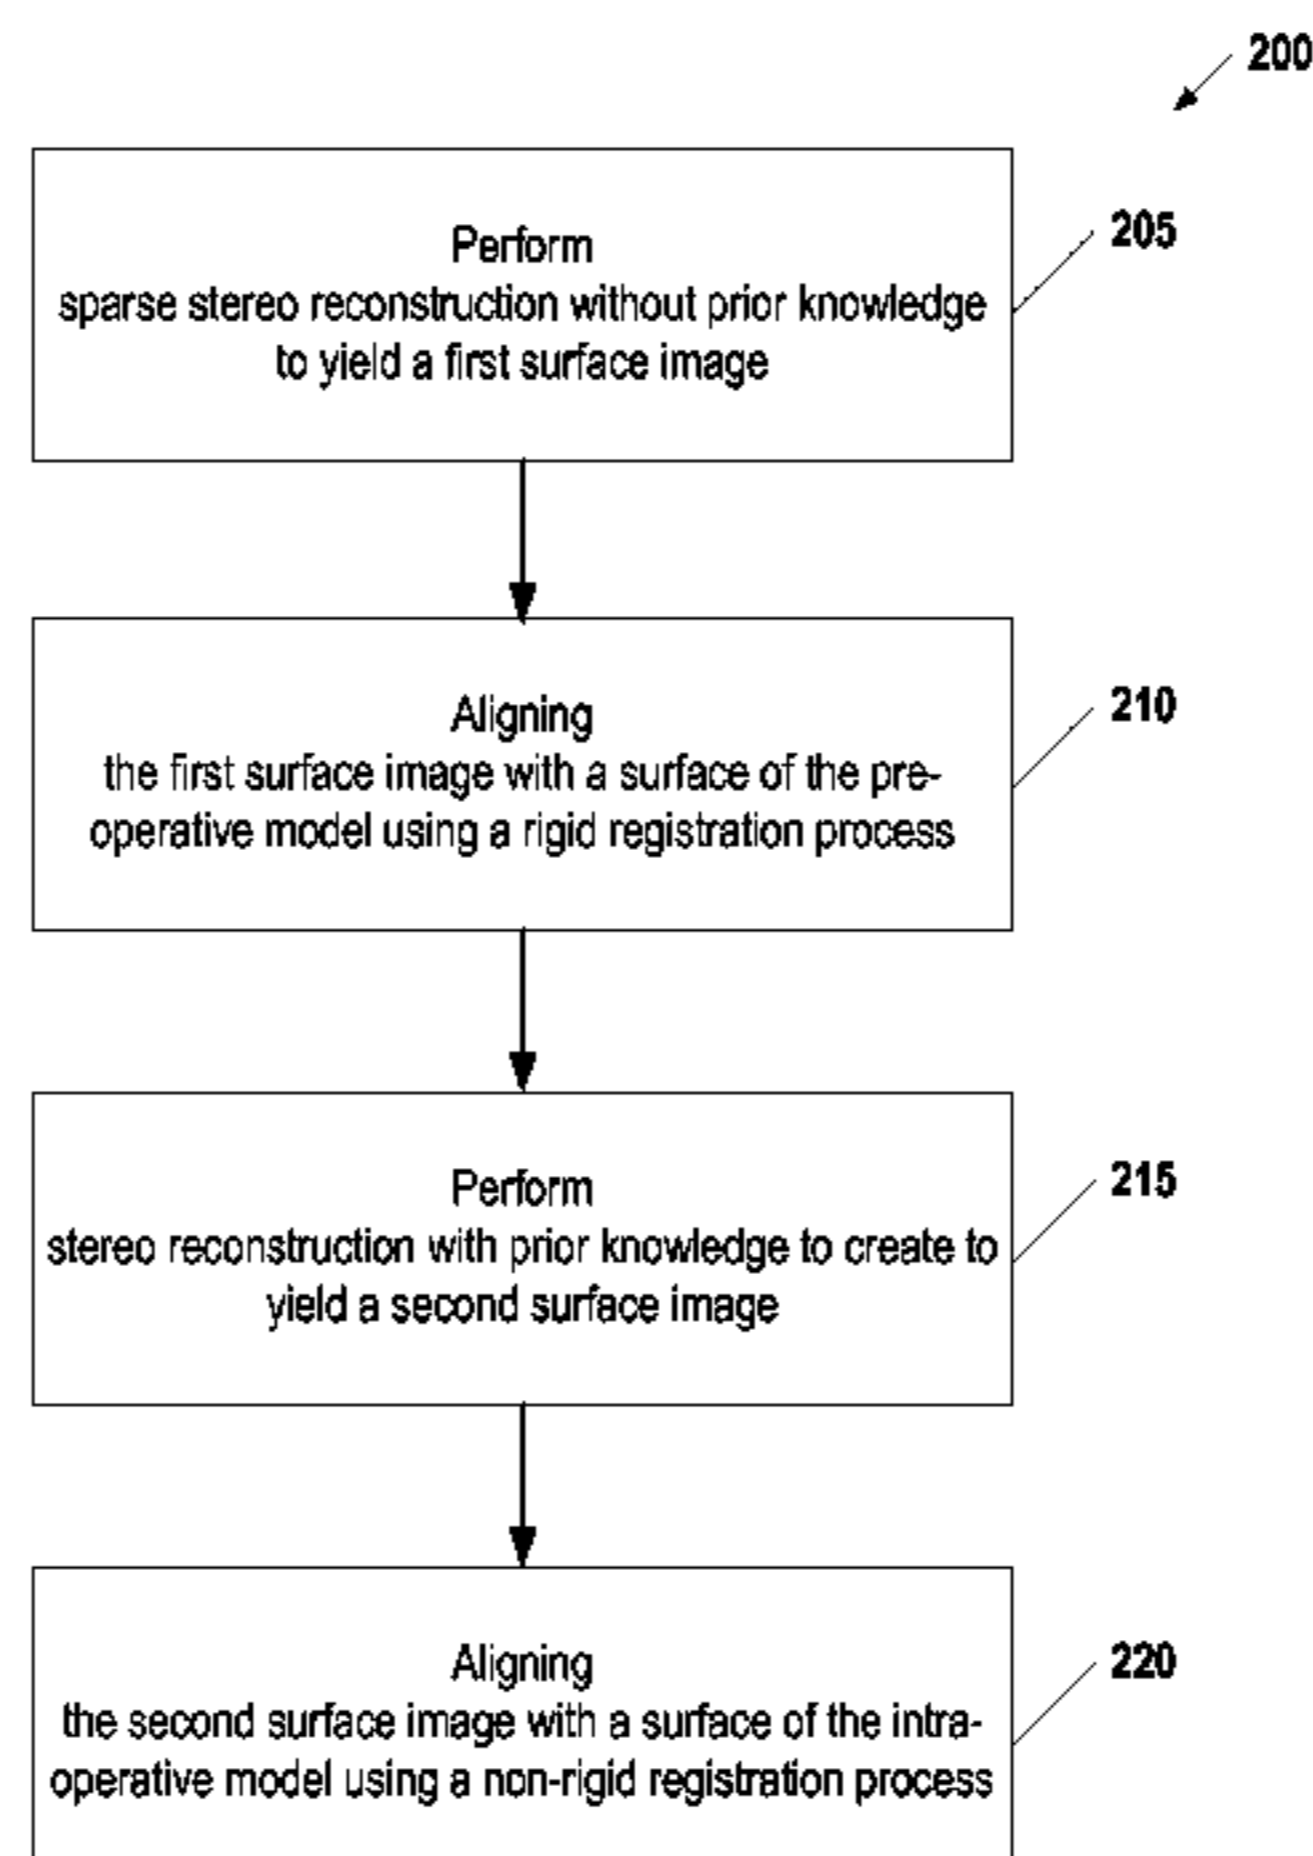 200
Perform
sparse stereo reconstruction without prior knowledge
to yield a first surface image
205
Aligning
the first surface image with a surface of the pre-
operative model using a rigid registration process
210
Perform
stereo reconstruction with prior knowledge to create to
yield a second surface image
215
Aligning
the second surface image with a surface of the intra-
operative model using a non-rigid registration process
220